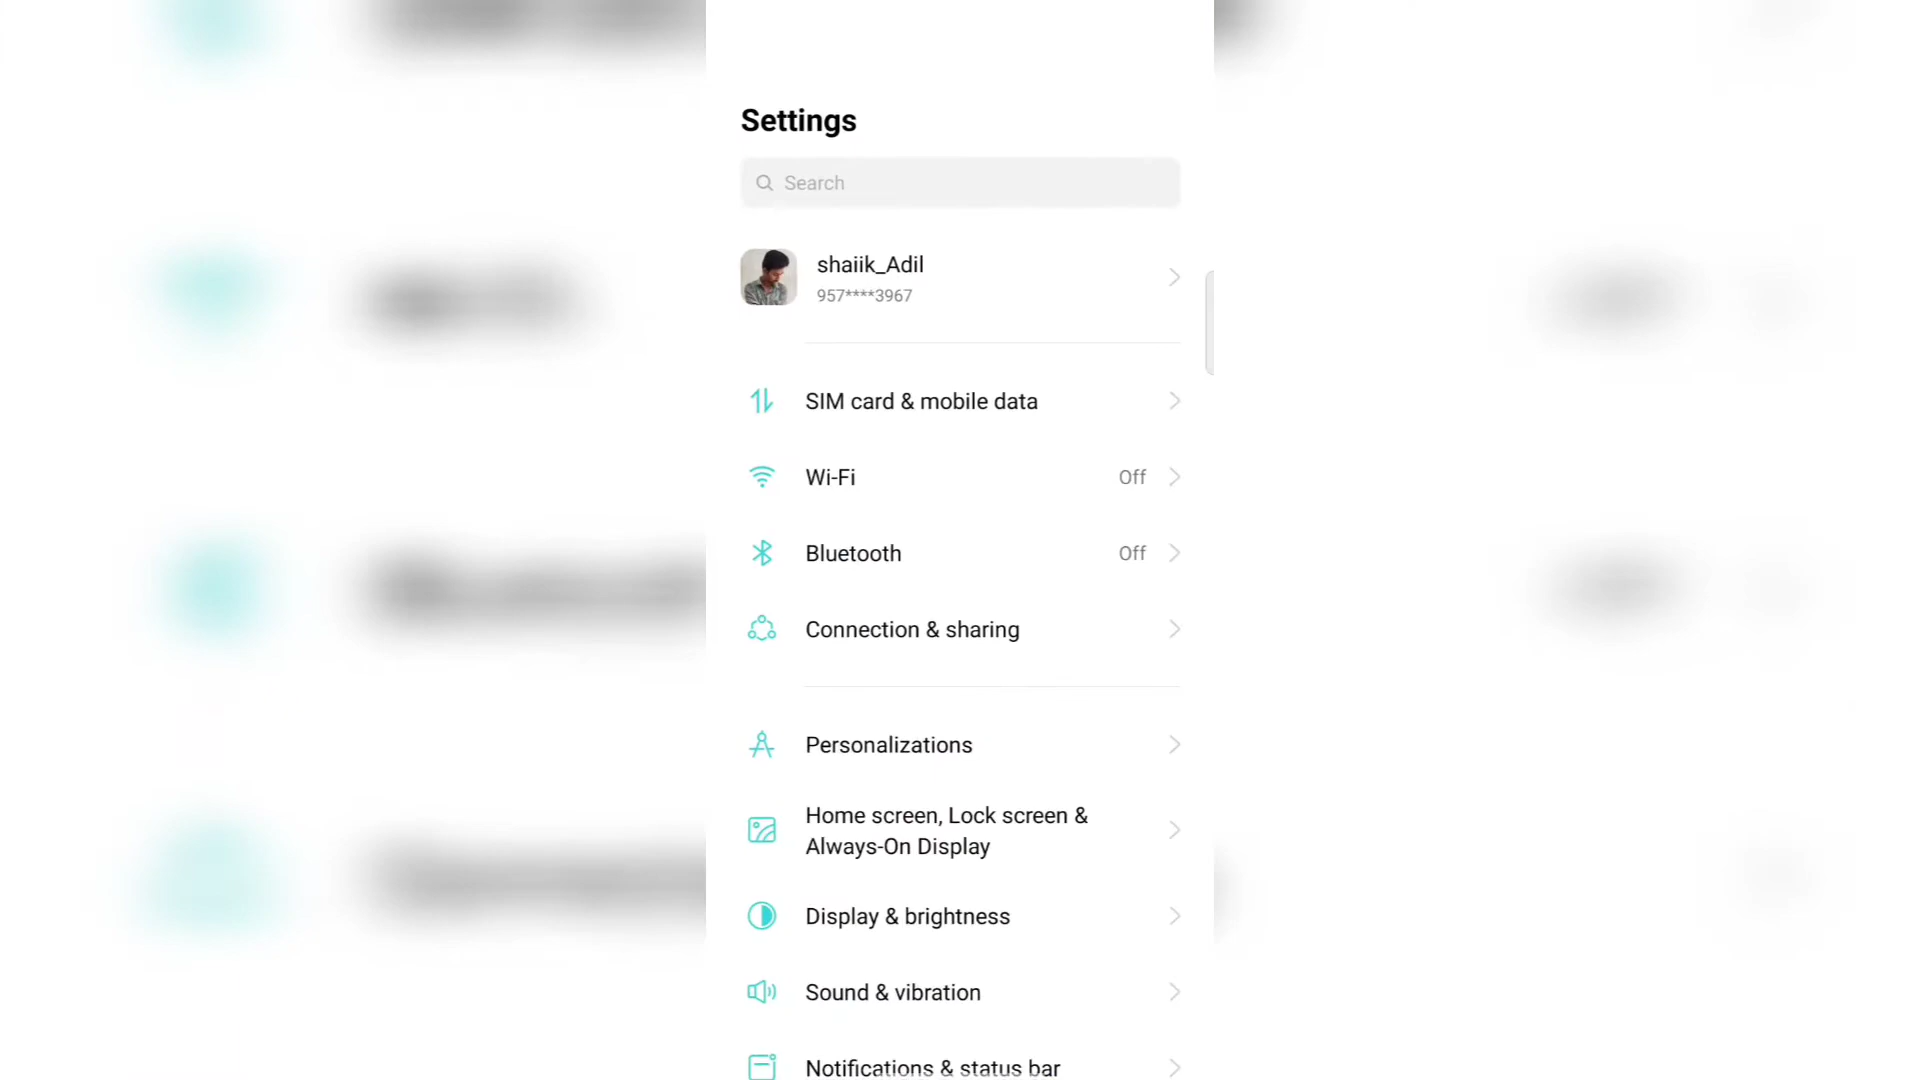 Settings
Search
shaiik_Adil
957****3967
SIM card & mobile data
Wi-Fi Off
Bluetooth Off
Connection & sharing
Personalizations
Home screen, Lock screen &
Always-On Display
Display & brightness
Sound & vibration
Notifications & status bar